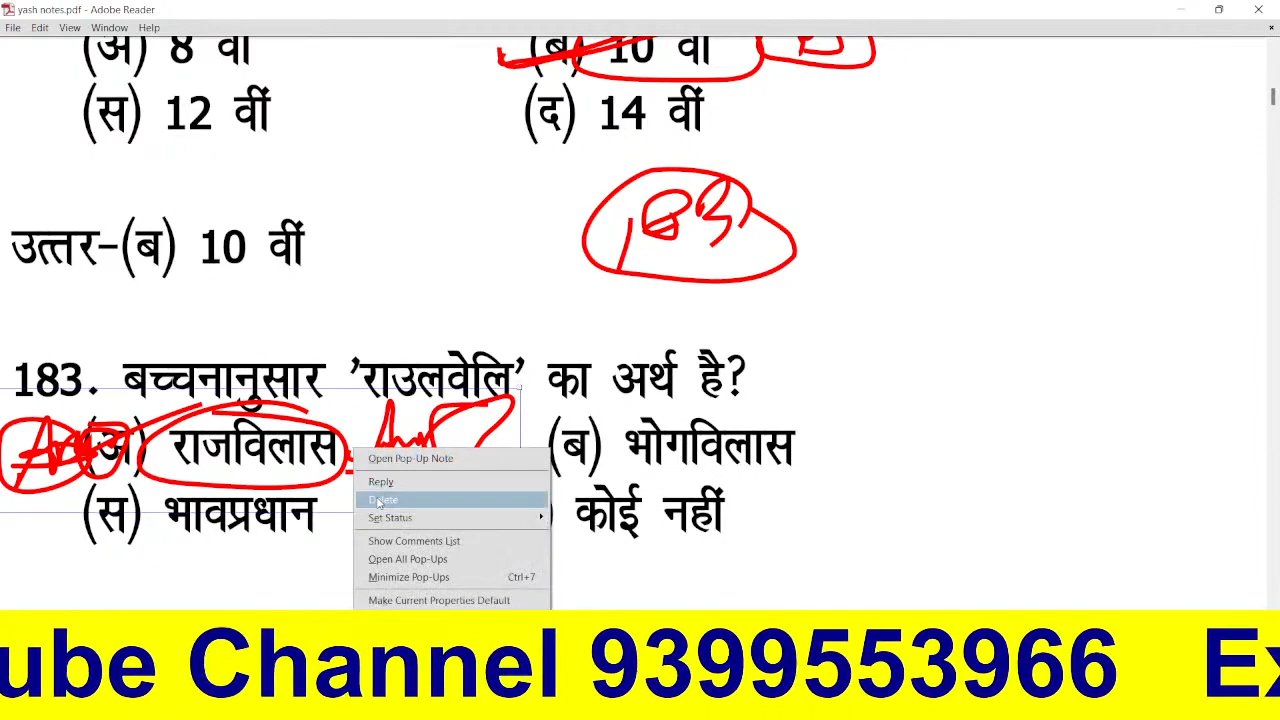 yash notes.pdf - Adobe Reader
File Edit View Window Help
(अ) 8 वीं (ब) 10 वीं
(स) 12 वीं (द) 14 वीं
उत्तर-(ब) 10 वीं
183. बच्चनानुसार 'राउलवेलि' का अर्थ है?
(अ) राजविलास Ans (ब) भोगविलास
(स) भावप्रधान ) कोई नहीं
Open Pop-Up Note
Reply
Delete
Set Status
Show Comments List
Open All Pop-Ups
Minimize Pop-Ups Ctrl+7
Make Current Properties Default
ube Channel 9399553966 Ex